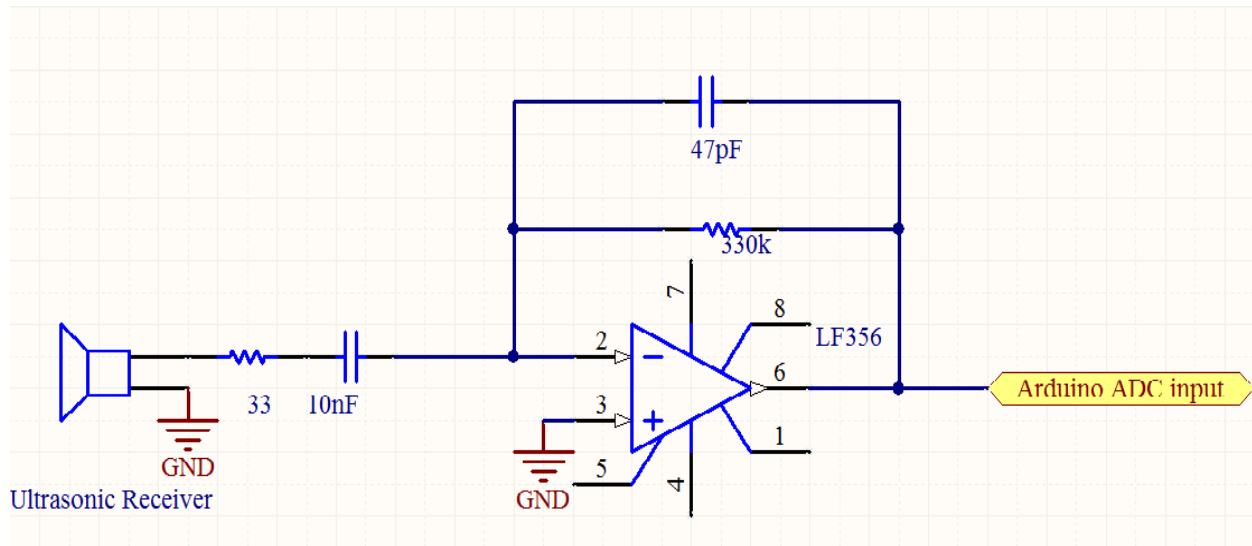 47pF
330k
7
8
LF356
2
6
Arduino ADC input
33
10nF
3
1
GND
5
4
GND
Ultrasonic Receiver